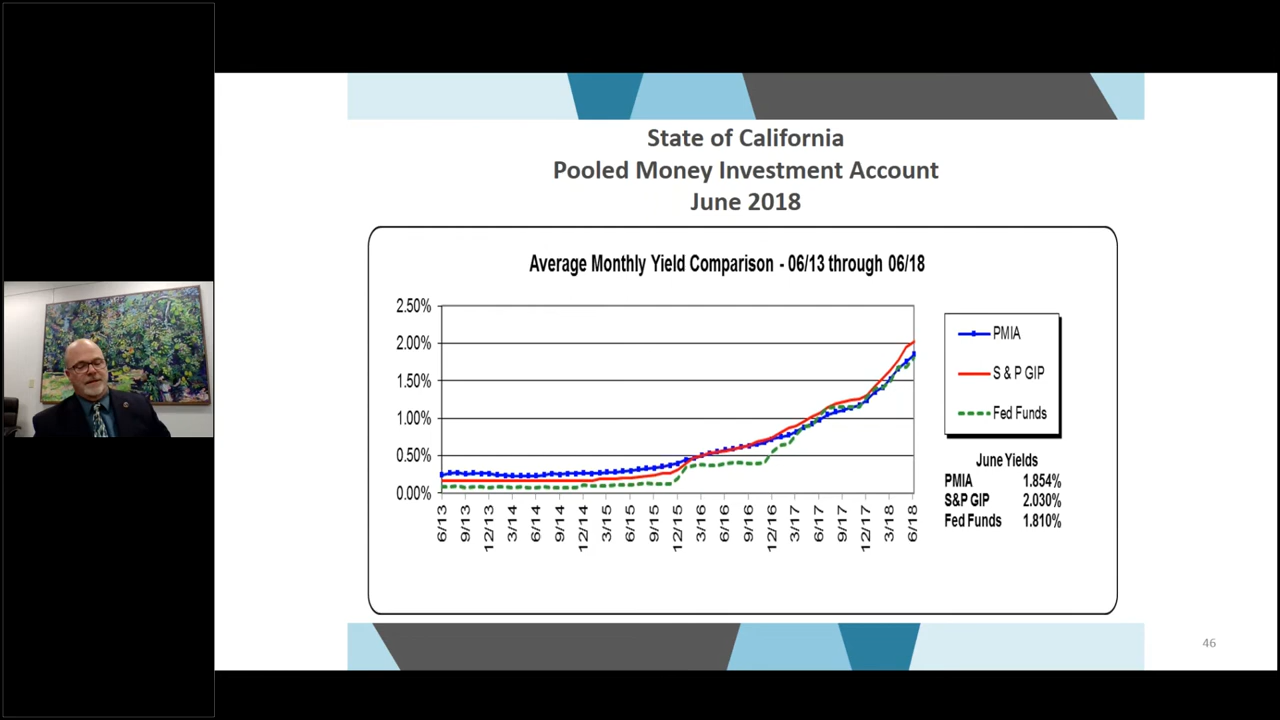 State of California
Pooled Money Investment Account
June 2018
Average Monthly Yield Comparison - 06/13 through 06/18
2.50%
2.00%
1.50%
1.00%
0.50%
0.00%
6/13
9/13
12/13
3/14
6/14
9/14
12/14
3/15
6/15
9/15
12/15
3/16
6/16
9/16
12/16
3/17
6/17
9/17
12/17
3/18
6/18
PMIA
S & P GIP
Fed Funds
June Yields
PMIA 1.854%
S&P GIP 2.030%
Fed Funds 1.810%
46